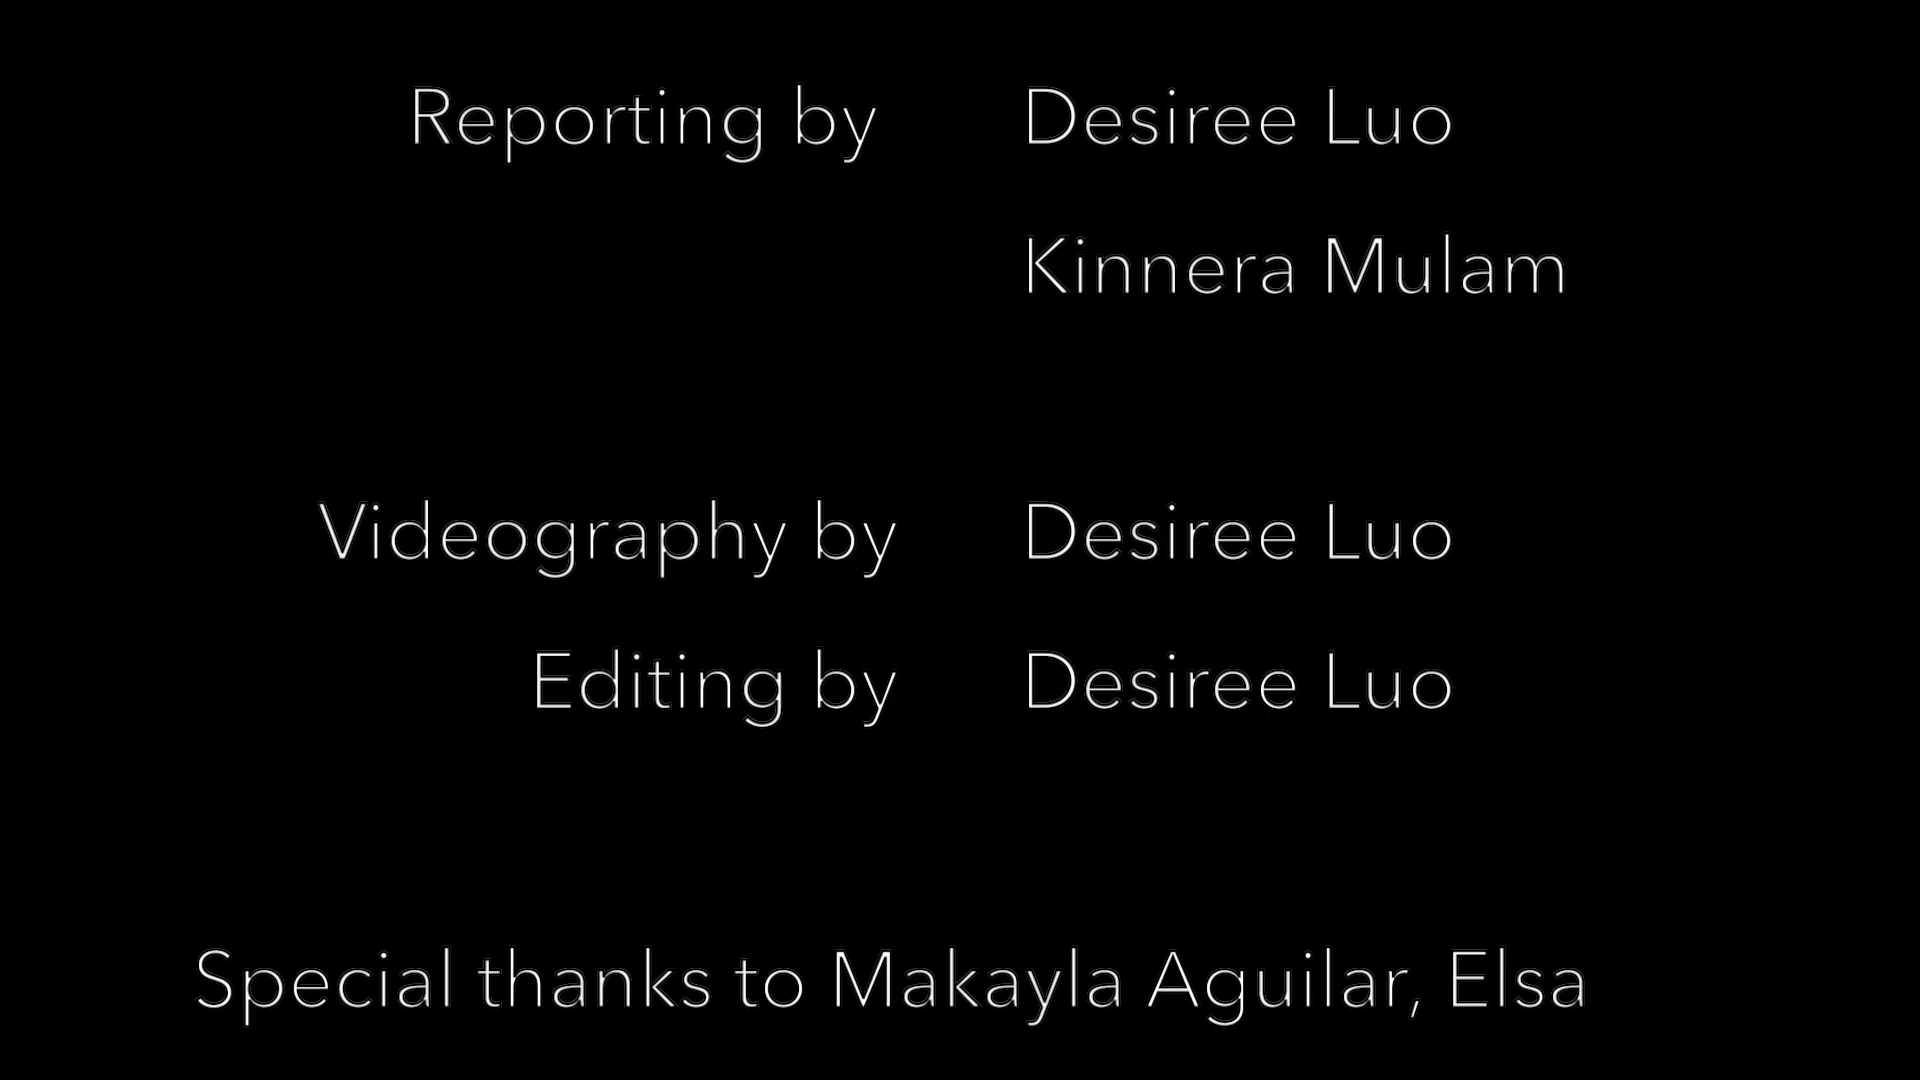 Reporting by Desiree Luo
Kinnera Mulam
Videography by Desiree Luo
Editing by Desiree Luo
Special thanks to Makayla Aguilar, Elsa